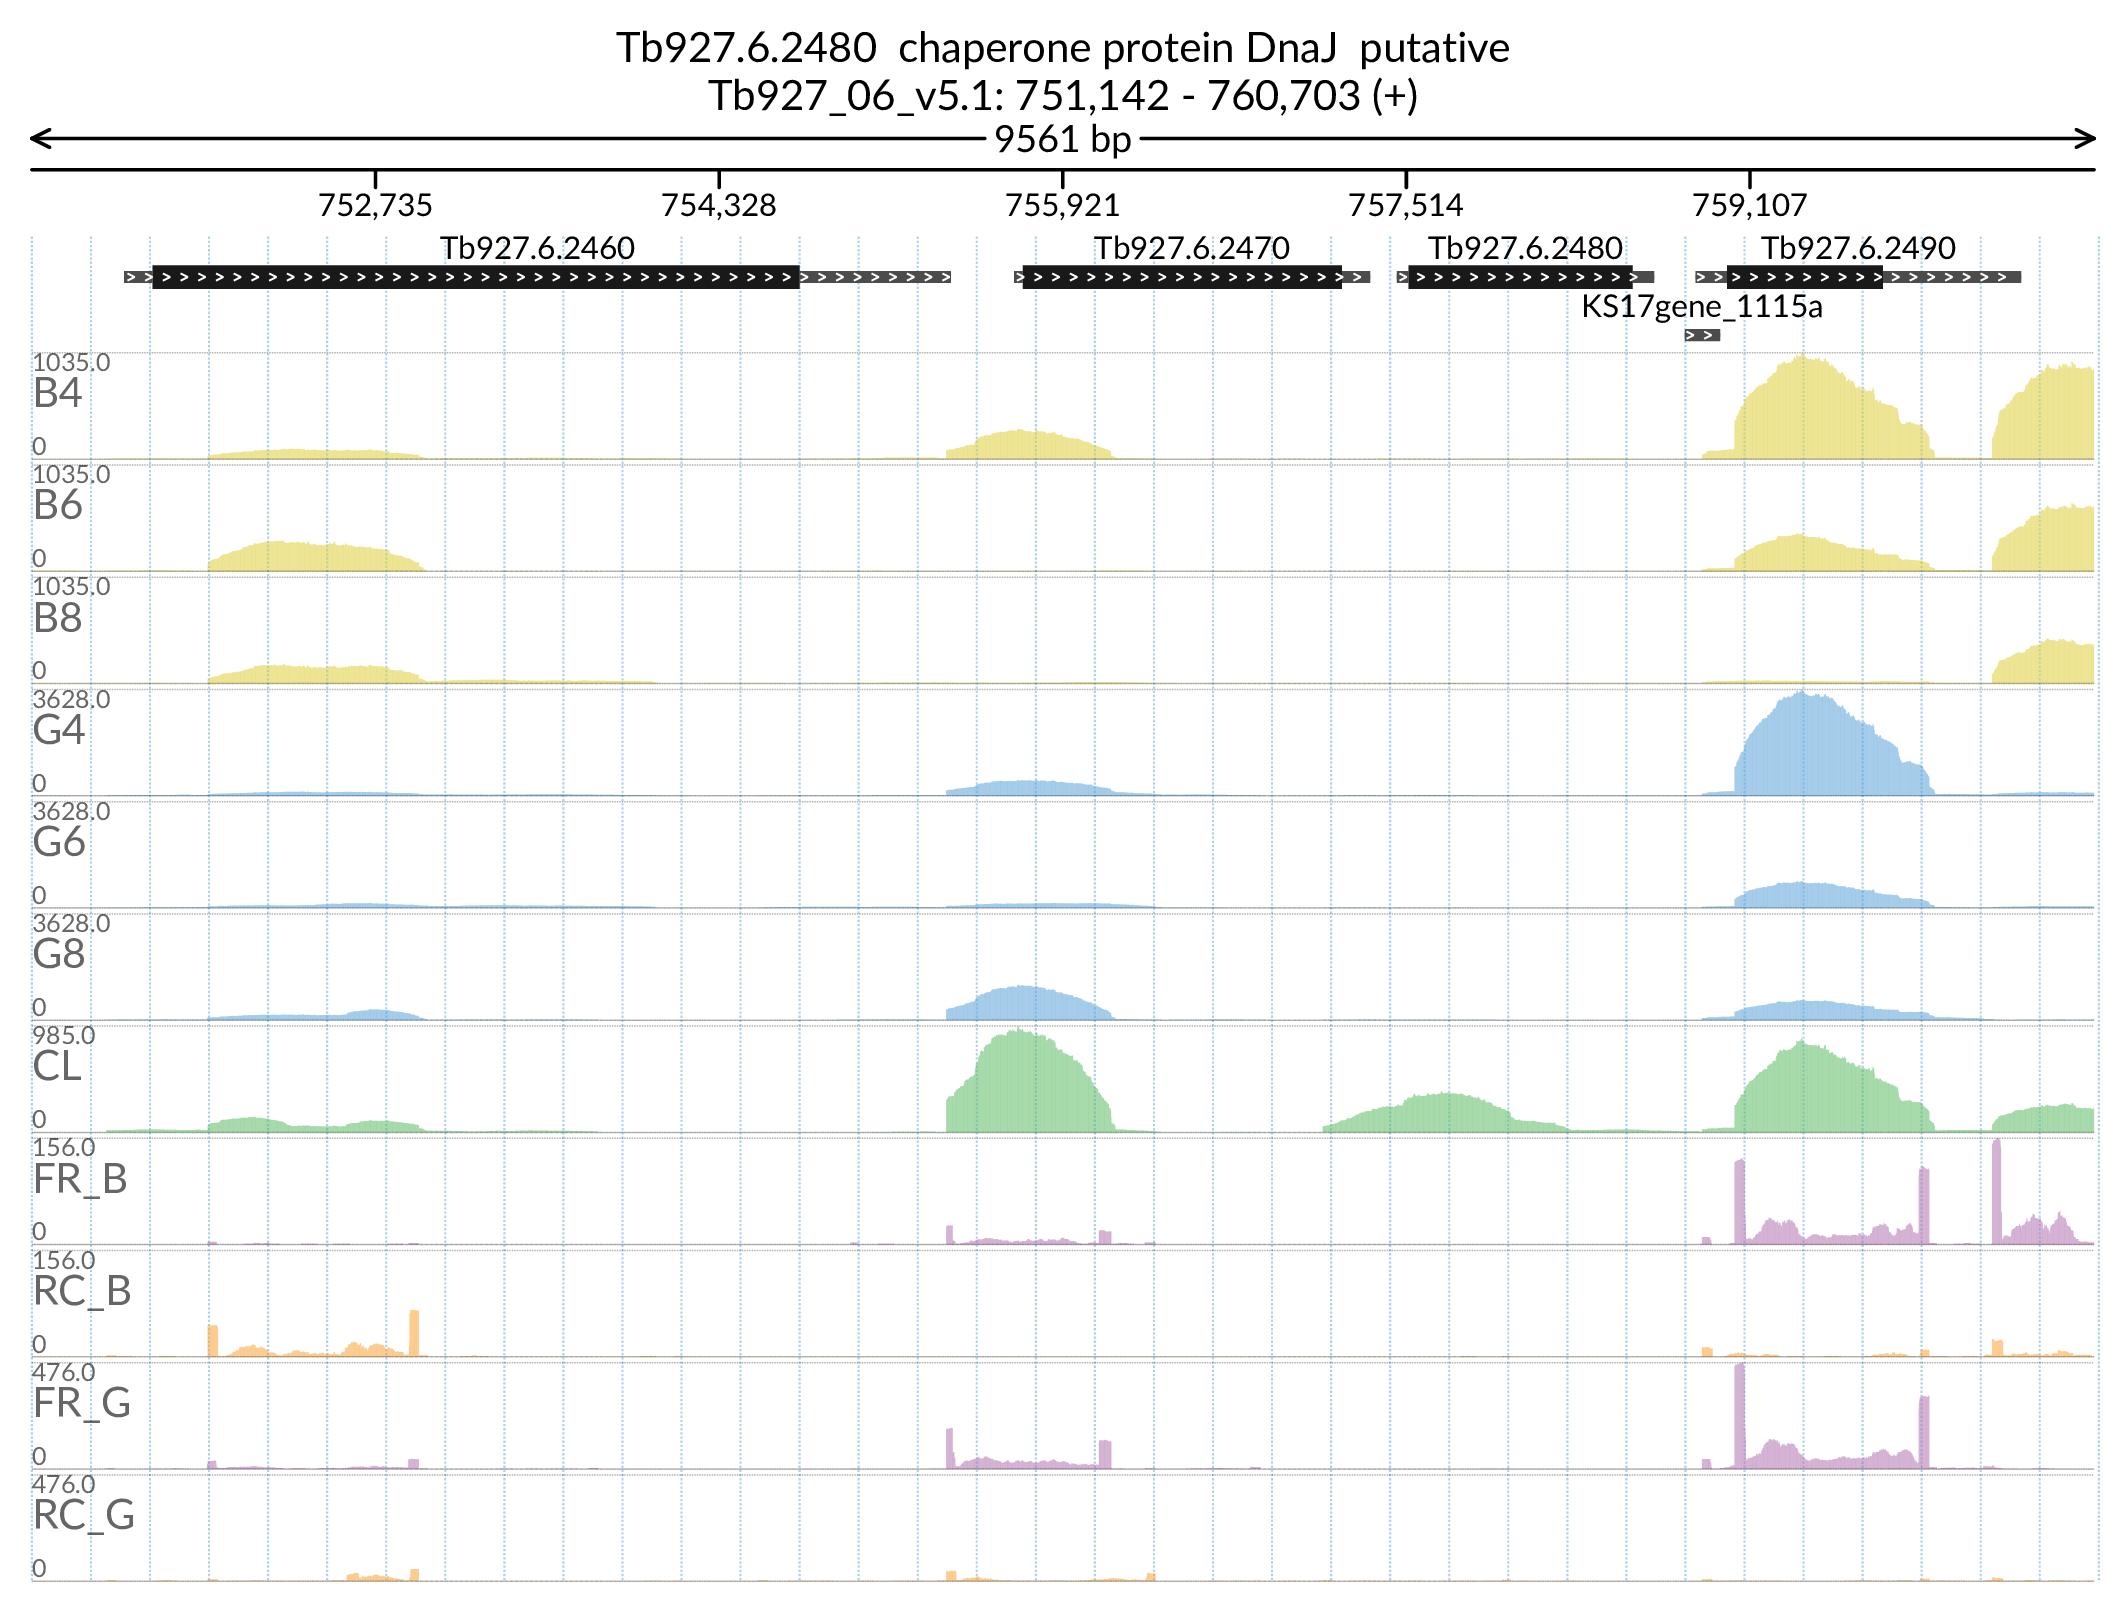 Tb927.6.2480  chaperone protein DnaJ  putative
Tb927_06_v5.1: 751,142 - 760,703 (+)
9561 bp
752,735 754,328 755,921 757,514 759,107
Tb927.6.2460 Tb927.6.2470 Tb927.6.2480 Tb927.6.2490
KS17gene_1115a
1035.0
B4
0
1035.0
B6
0
1035.0
B8
0
3628.0
G4
0
3628.0
G6
0
3628.0
G8
0
985.0
CL
0
156.0
FR_B
0
156.0
RC_B
0
476.0
FR_G
0
476.0
RC_G
0